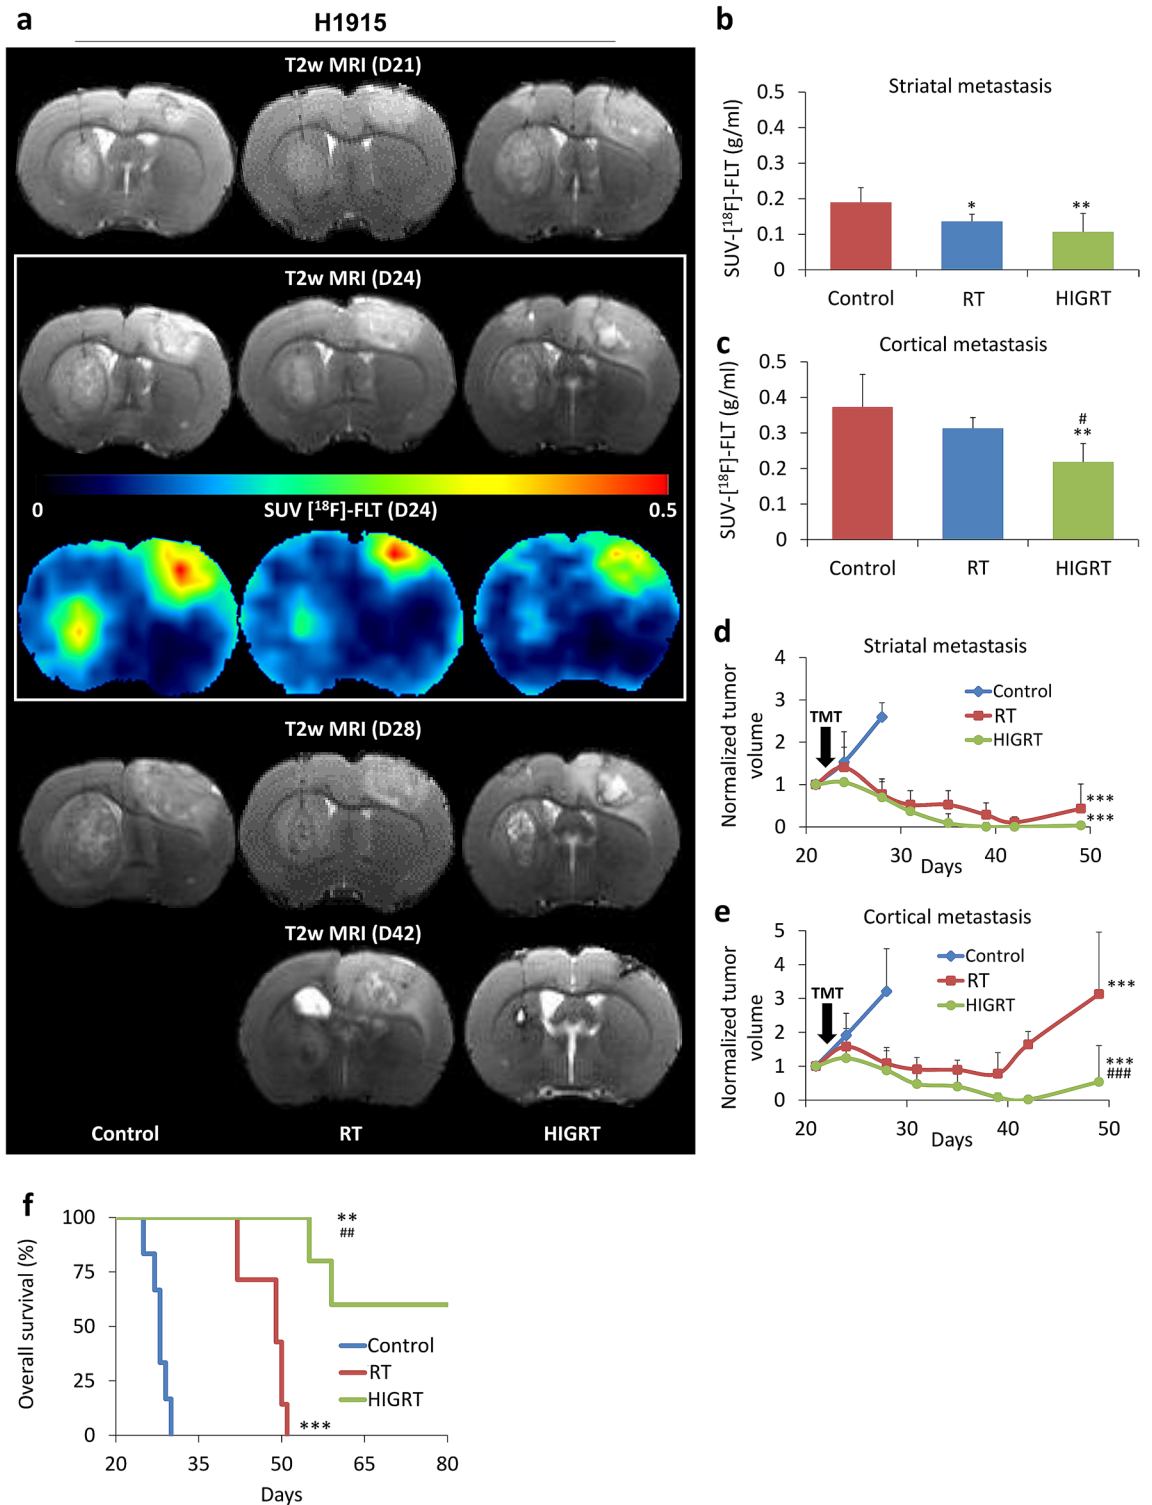 a
H1915
T2w MRI (D21)
T2w MRI (D24)
0
SUV [18F]-FLT (D24)
0.5
T2w MRI (D28)
T2w MRI (D42)
Control
RT
HIGRT
b
Striatal metastasis
SUV-[18F]-FLT (g/ml)
0.5
0.4
0.3
0.2
0.1
0
*
**
Control
RT
HIGRT
c
Cortical metastasis
SUV-[18F]-FLT (g/ml)
0.5
0.4
0.3
0.2
0.1
0
#
**
Control
RT
HIGRT
d
Striatal metastasis
Normalized tumor
volume
4
3
2
1
0
TMT
Control
RT
HIGRT
***
***
20
30
40
50
Days
e
Cortical metastasis
Normalized tumor
volume
5
4
3
2
1
0
TMT
Control
RT
HIGRT
***
***
###
20
30
40
50
Days
f
Overall survival (%)
100
75
50
25
0
**
##
Control
RT
HIGRT
***
20
35
50
65
80
Days